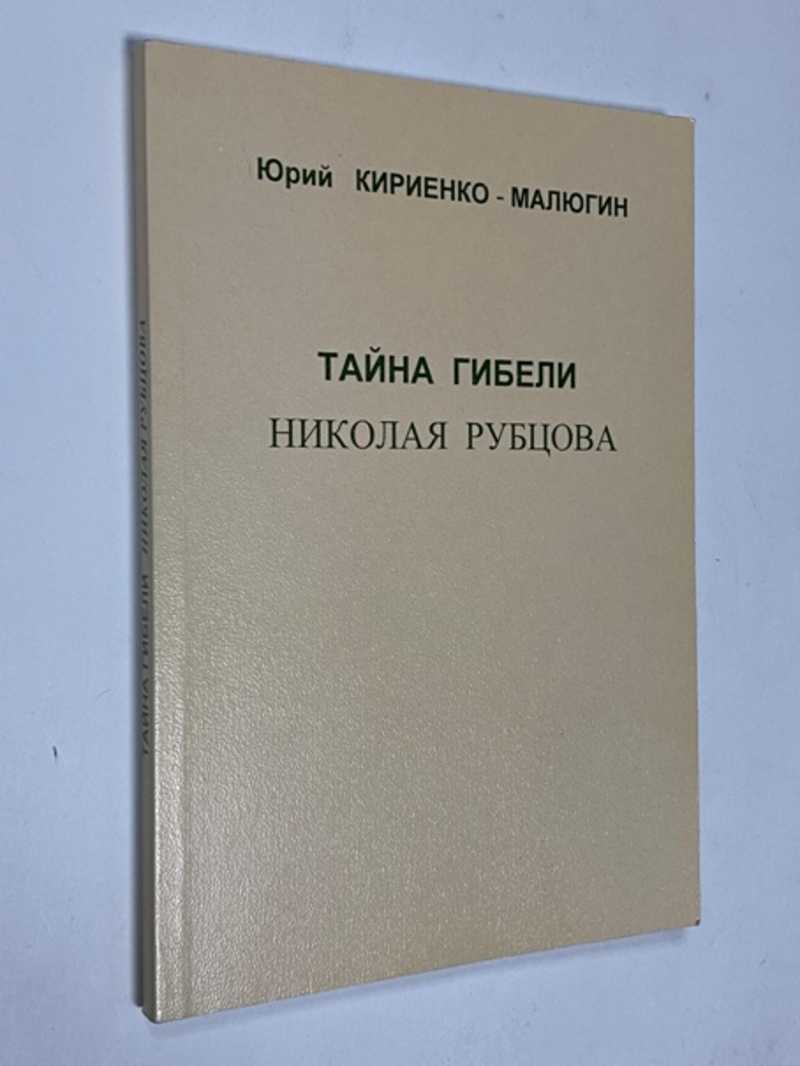 Юрий КИРИЕНКО - МАЛЮГИН
ТАЙНА ГИБЕЛИ
НИКОЛАЯ РУБЦОВА
ТАЙНА ГИБЕЛИ НИКОЛАЯ РУБЦОВА